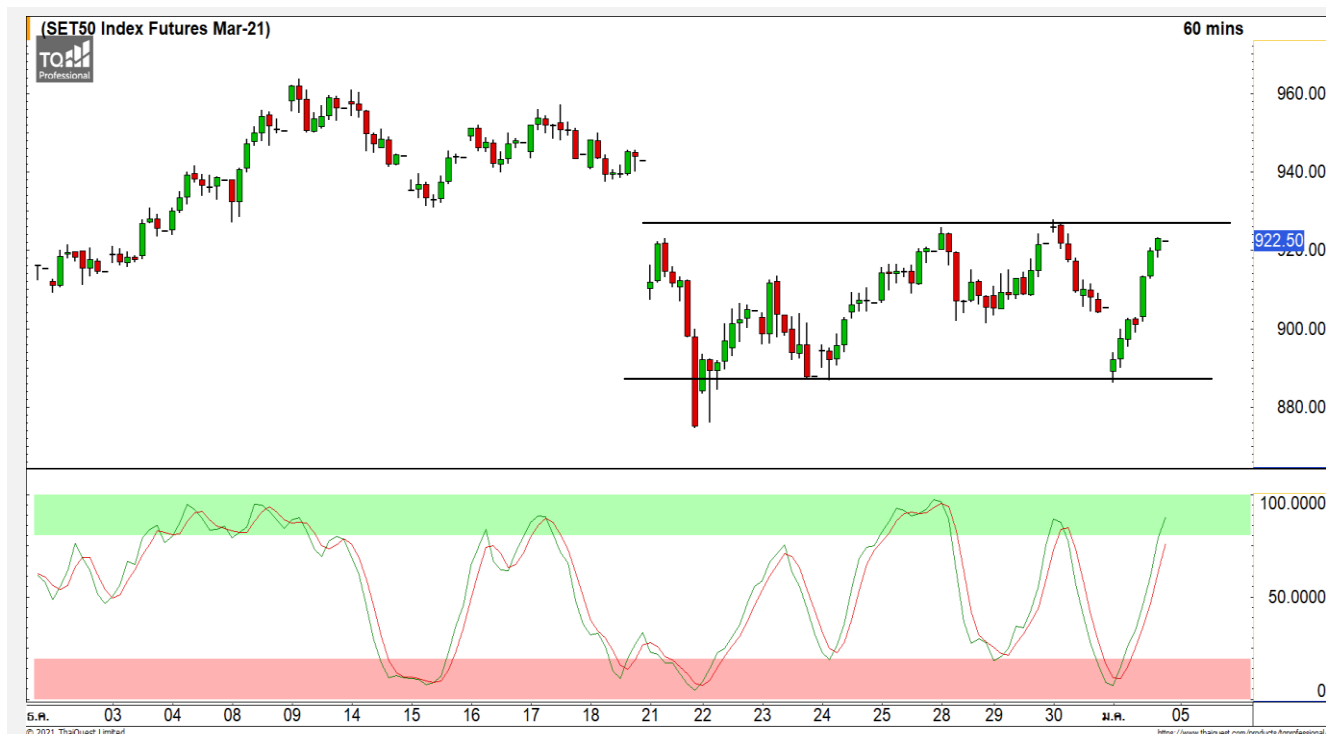 (SET50 Index Futures Mar-21) 60 mins
TQ
Professional
960.00
940.00
922.50
920.00
900.00
880.00
100.0000
50.0000
0
ธ.ค. 03 04 08 09 14 15 16 17 18 21 22 23 24 25 28 29 30 ม.ค. 05
© 2021 ThaiQuest Limited